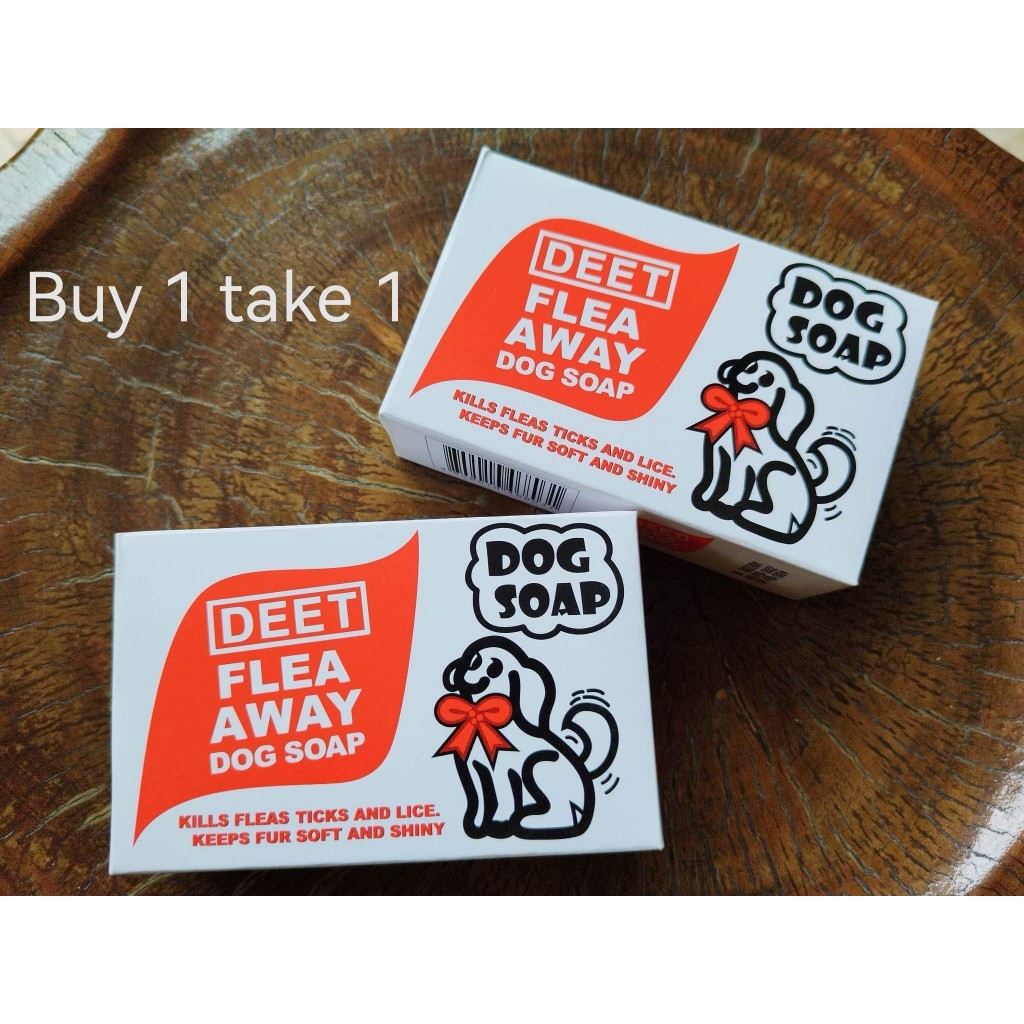 Buy 1 take 1
DEET
FLEA
AWAY
DOG SOAP
KILLS FLEAS TICKS AND LICE.
KEEPS FUR SOFT AND SHINY
DOG
SOAP
DEET
FLEA
AWAY
DOG SOAP
KILLS FLEAS TICKS AND LICE.
KEEPS FUR SOFT AND SHINY
DOG
SOAP